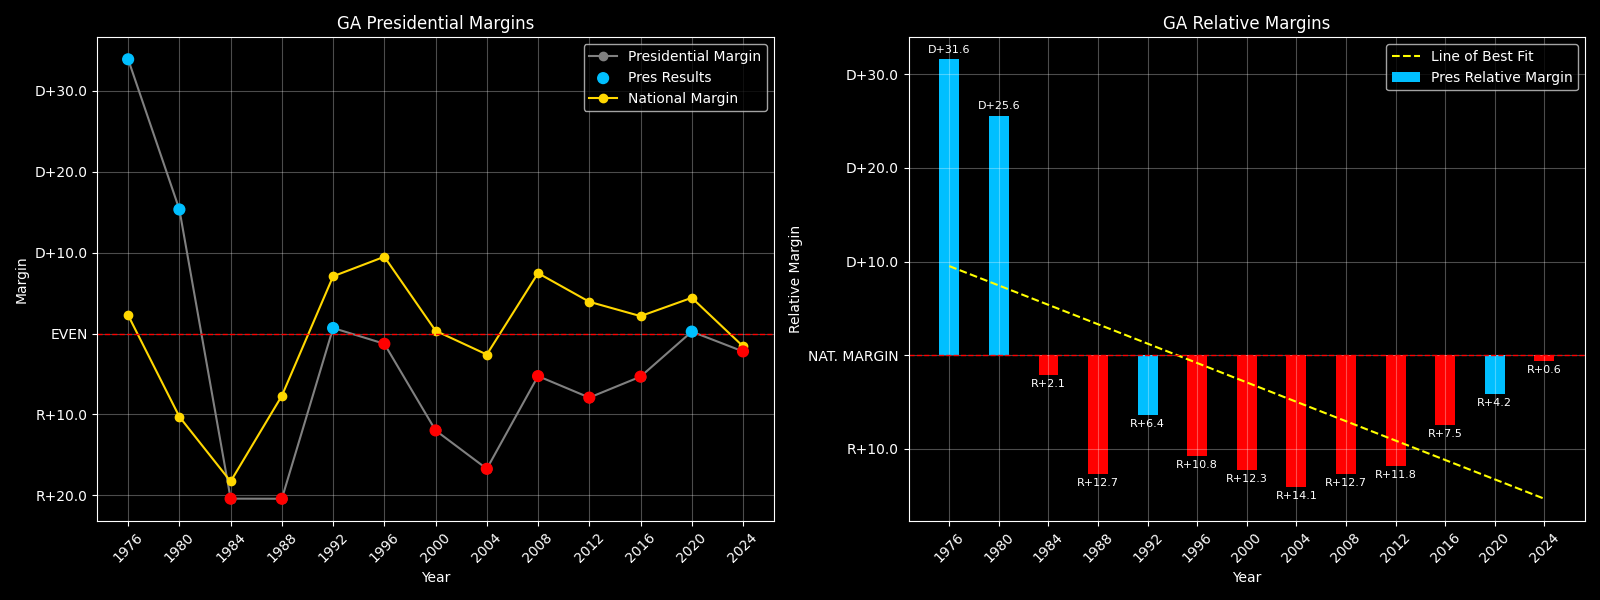 GA Presidential Margins
Presidential Margin
Pres Results
National Margin
D+30.0
D+20.0
D+10.0
EVEN
R+10.0
R+20.0
Margin
1976
1980
1984
1988
1992
1996
2000
2004
2008
2012
2016
2020
2024
Year
GA Relative Margins
Line of Best Fit
Pres Relative Margin
D+30.0
D+20.0
D+10.0
NAT. MARGIN
R+10.0
Relative Margin
D+31.6
D+25.6
R+2.1
R+12.7
R+6.4
R+10.8
R+12.3
R+14.1
R+12.7
R+11.8
R+7.5
R+4.2
R+0.6
1976
1980
1984
1988
1992
1996
2000
2004
2008
2012
2016
2020
2024
Year